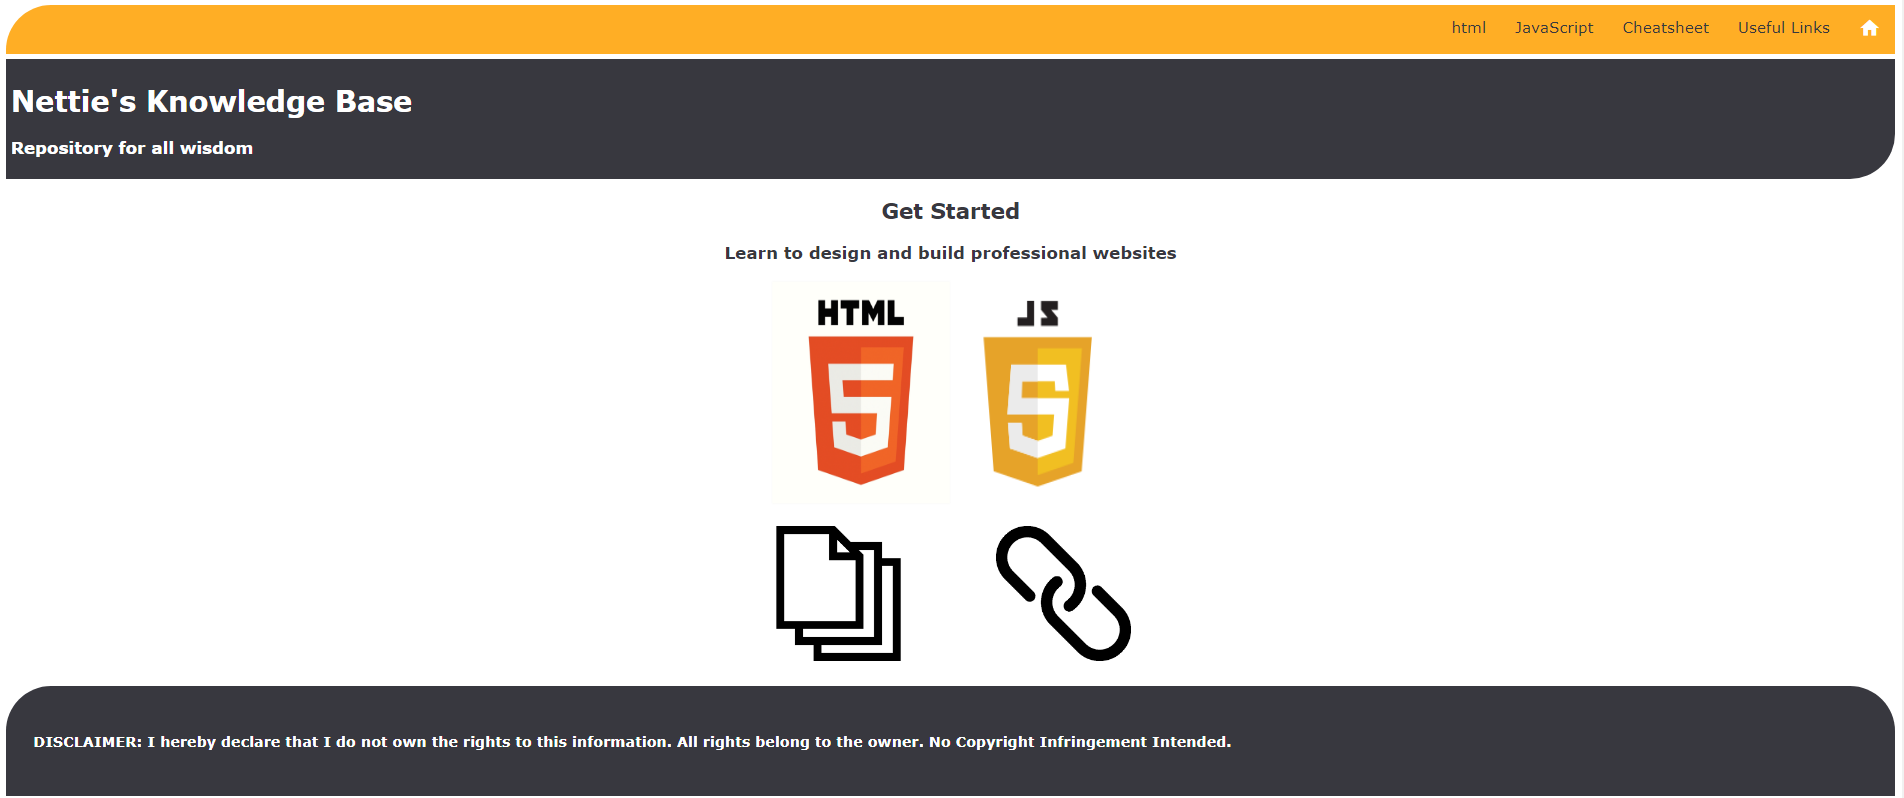 html JavaScript Cheatsheet Useful Links
Nettie's Knowledge Base
Repository for all wisdom
Get Started
Learn to design and build professional websites
HTML JS
5 5
DISCLAIMER: I hereby declare that I do not own the rights to this information. All rights belong to the owner. No Copyright Infringement Intended.